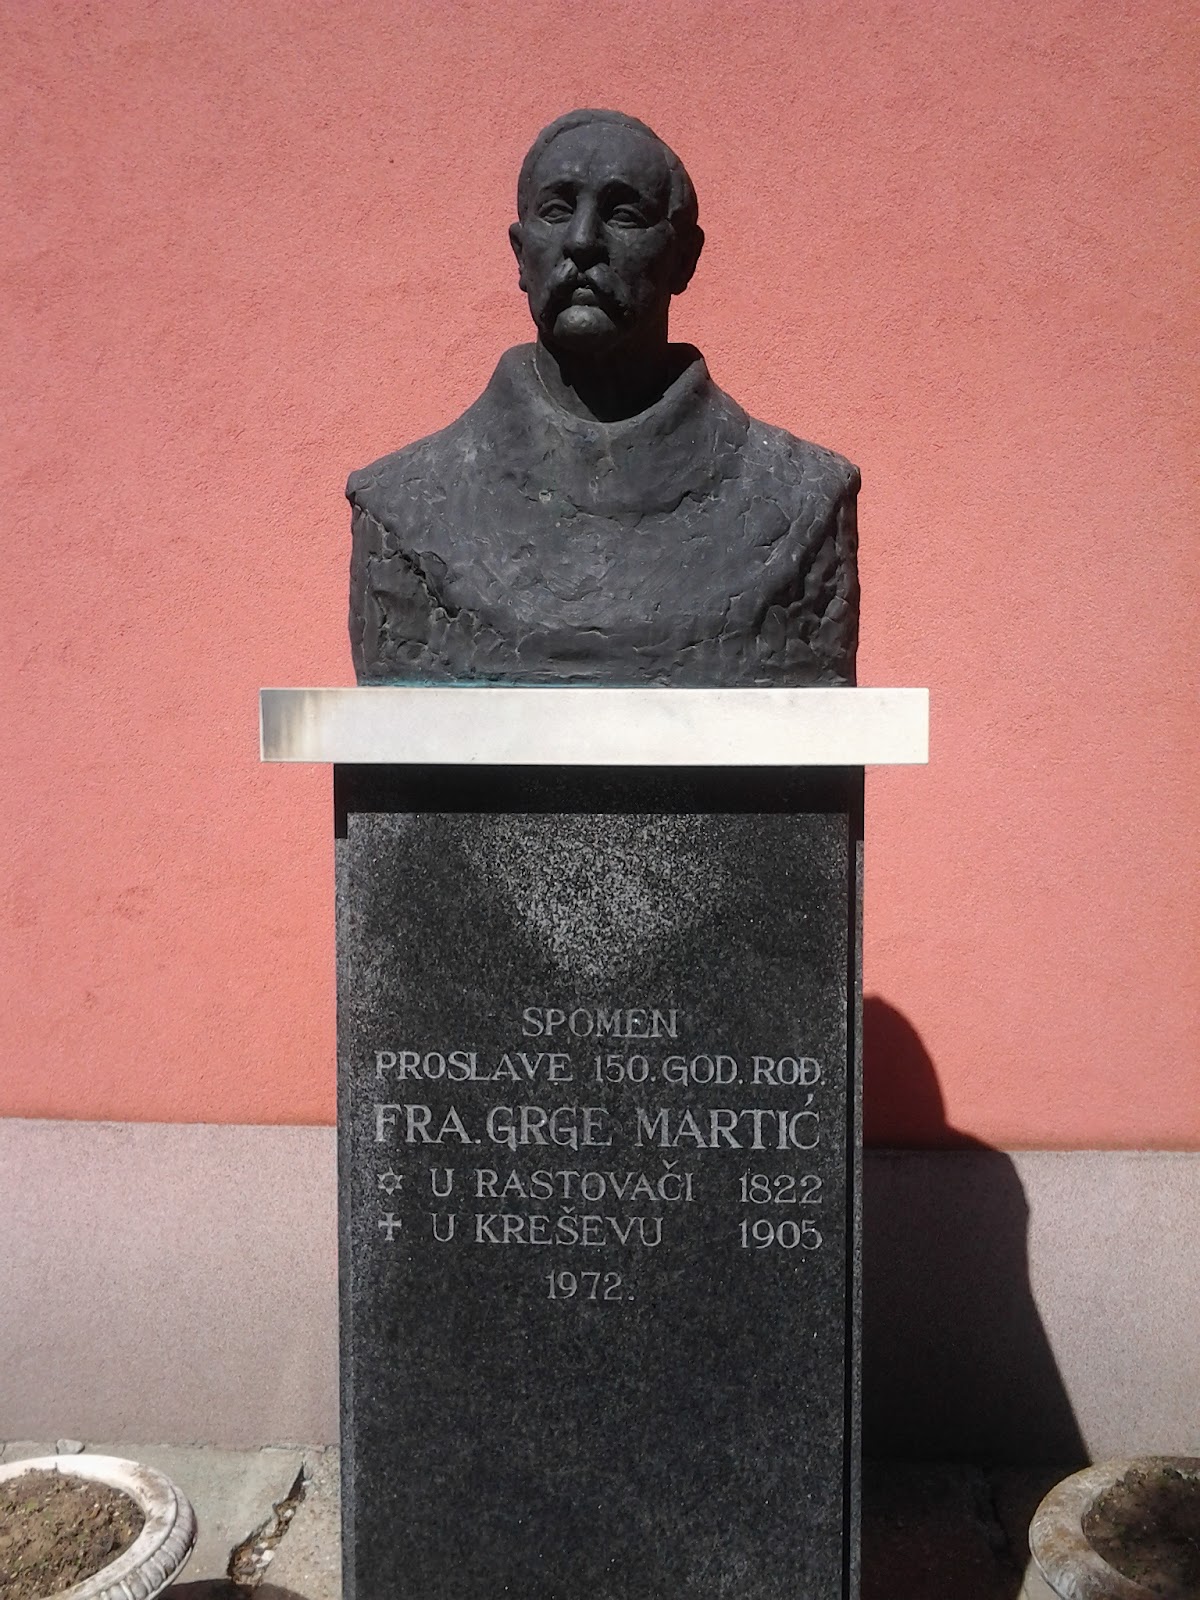 SPOMEN
PROSLAVE 150. GOD. ROĐ.
FRA. GRGE MARTIĆ
✡ U RASTOVAČI 1822
✝ U KREŠEVU 1905
1972.